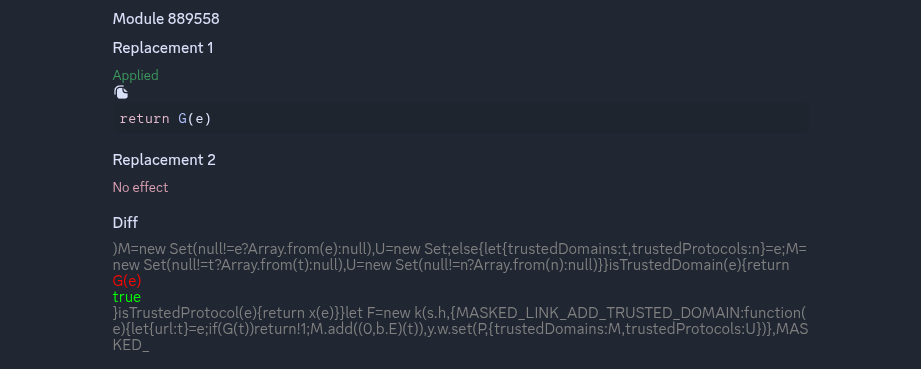 Module 889558
Replacement 1
Applied
return G(e)
Replacement 2
No effect
Diff
)M=new Set(null!=e?Array.from(e):null),U=new Set;else{let{trustedDomains:t,trustedProtocols:n}=e;M=
new Set(null!=t?Array.from(t):null),U=new Set(null!=n?Array.from(n):null)}}isTrustedDomain(e){return
G(e)
true
}isTrustedProtocol(e){return x(e)}}let F=new k(s.h,{MASKED_LINK_ADD_TRUSTED_DOMAIN:function(
e){let{url:t}=e;if(G(t))return!1;M.add((0,b.E)(t)),y.w.set(P,{trustedDomains:M,trustedProtocols:U})},MAS
KED_